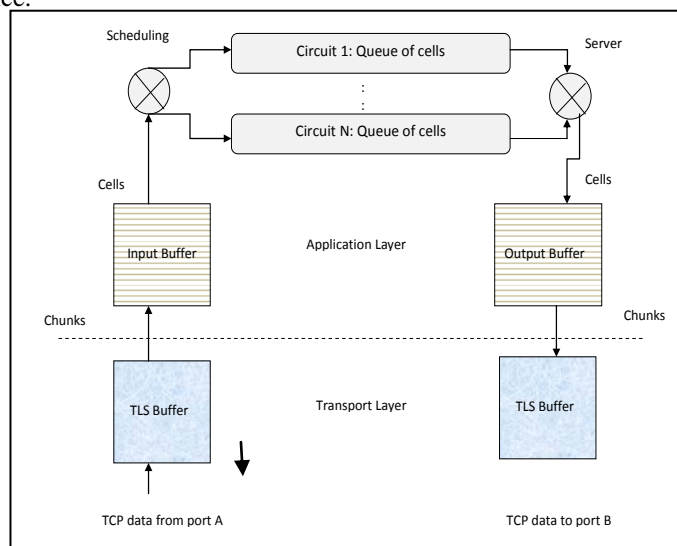 Scheduling
Circuit 1: Queue of cells
Server
:
:
Circuit N: Queue of cells
Cells
Cells
Input Buffer
Application Layer
Output Buffer
Chunks
Chunks
TLS Buffer
Transport Layer
TLS Buffer
TCP data from port A
TCP data to port B